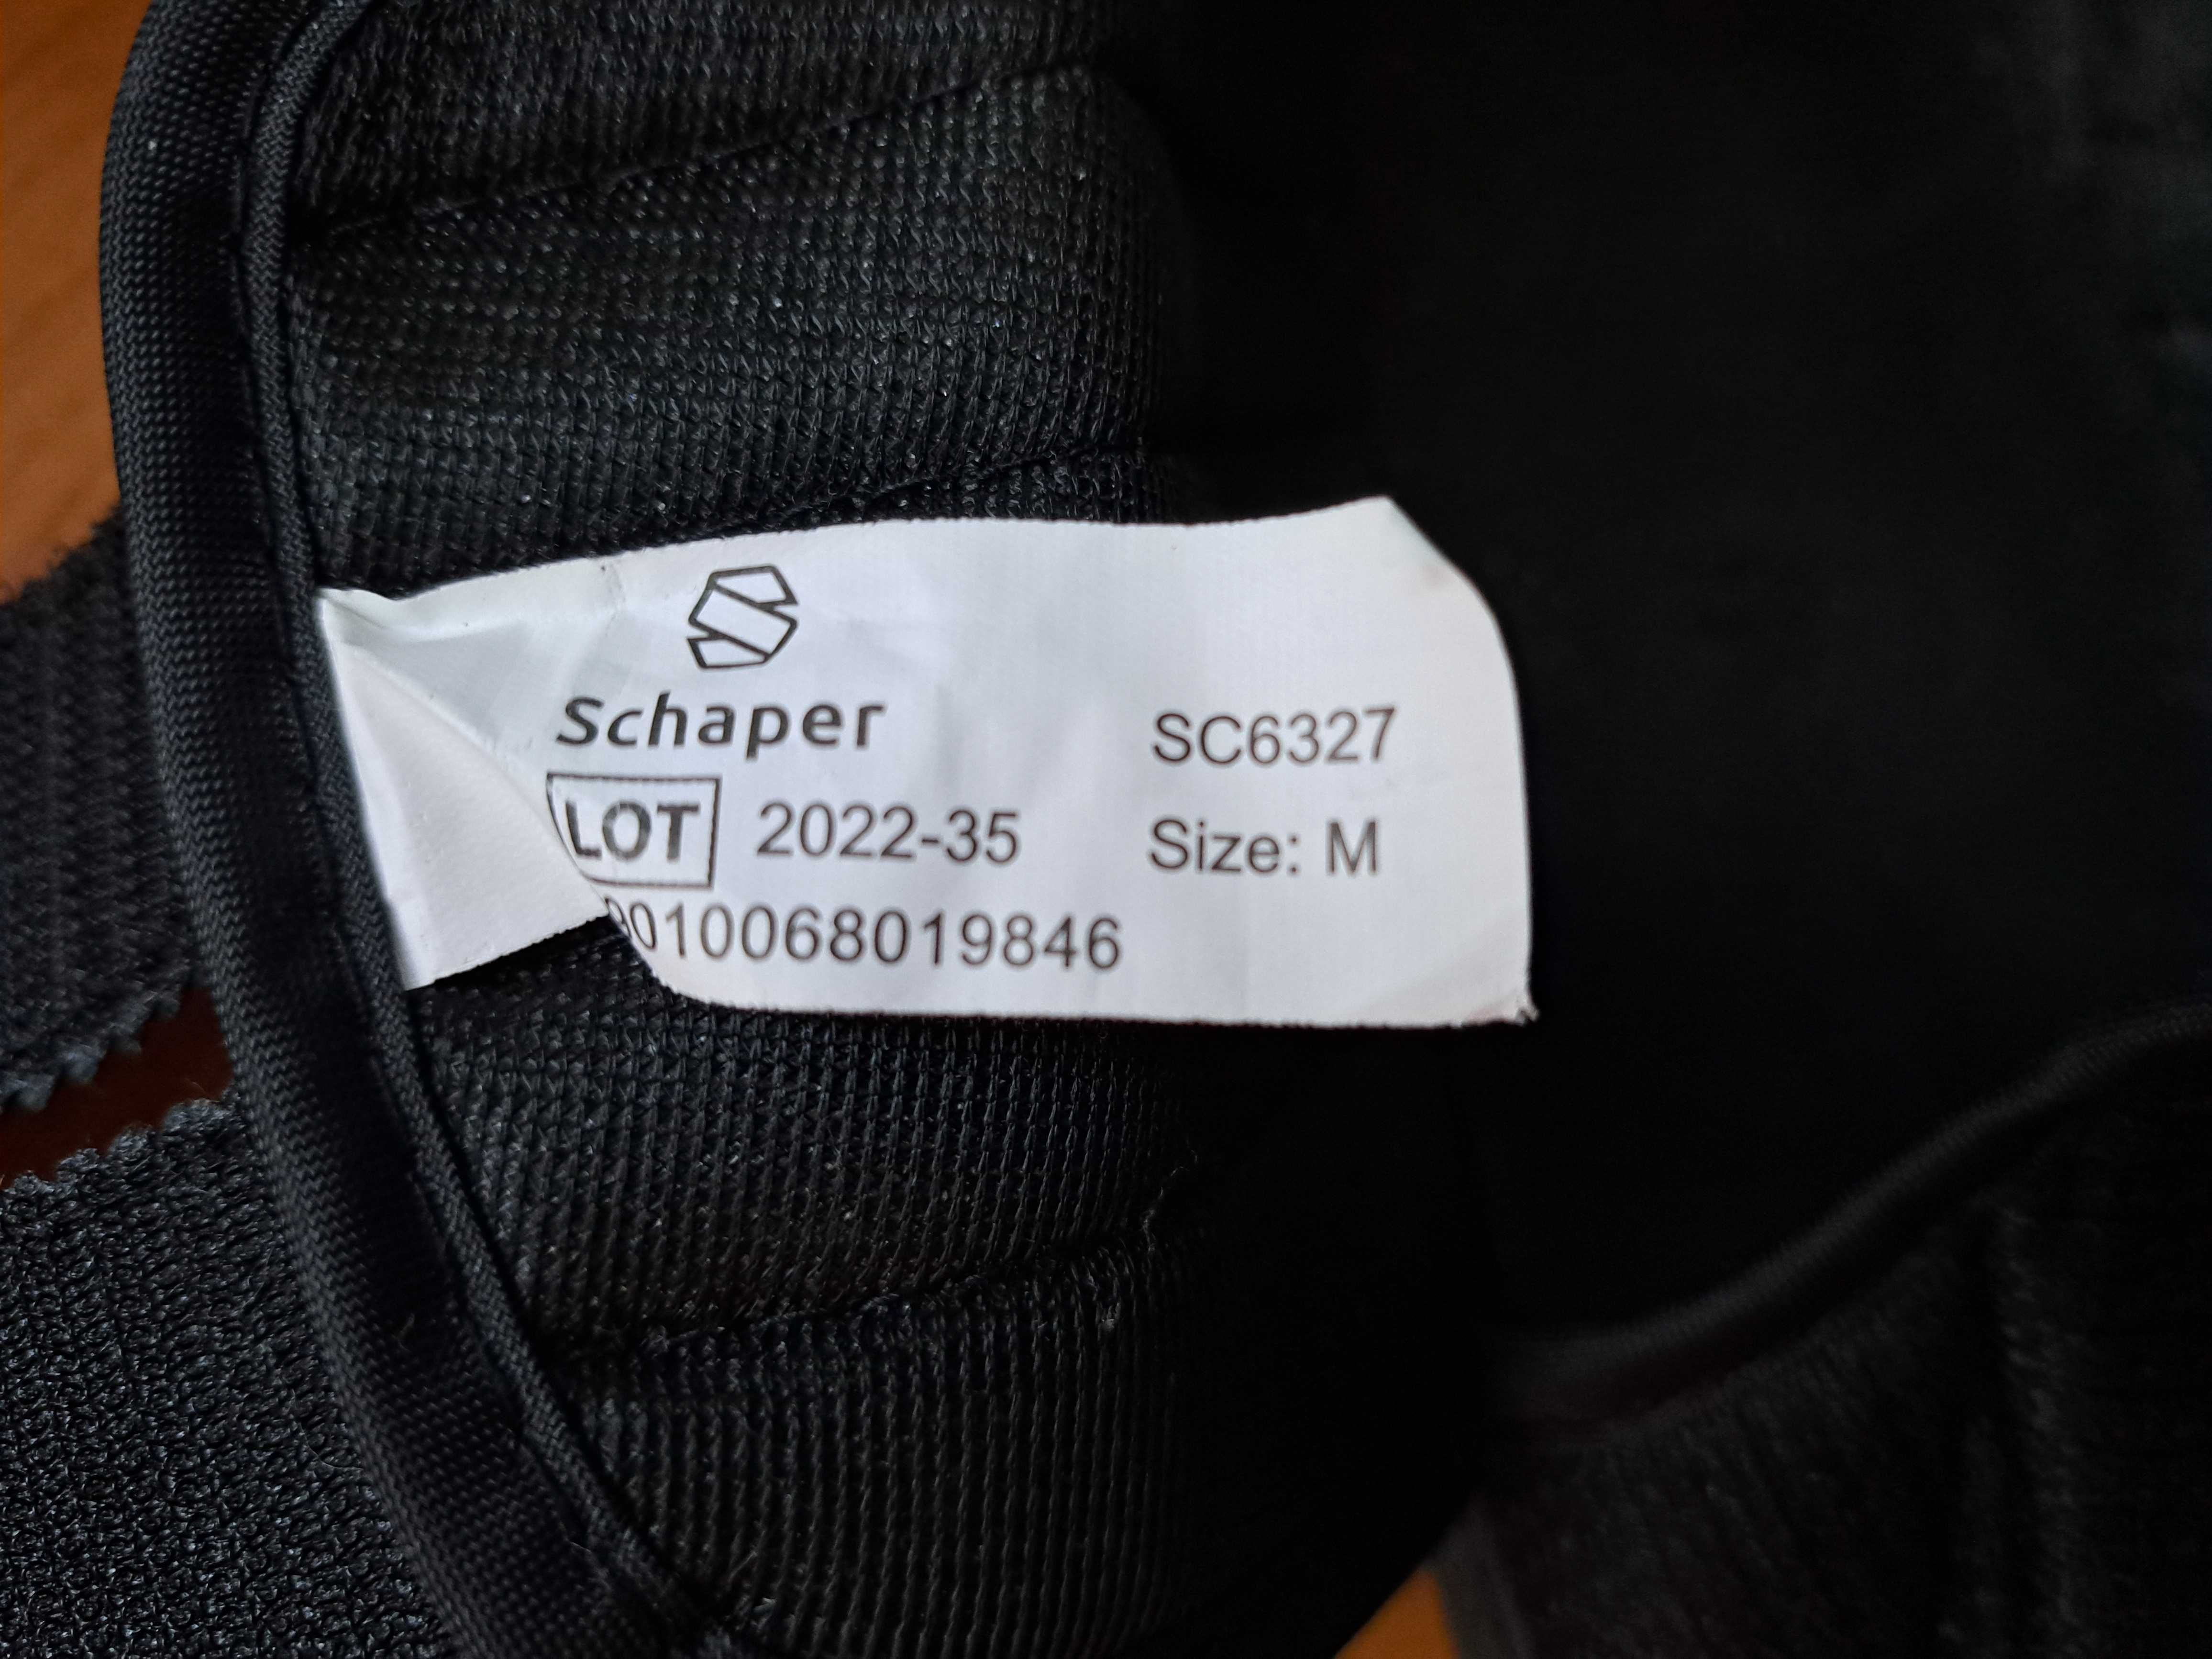 Schaper
SC6327
LOT 2022-35
Size: M
010068019846